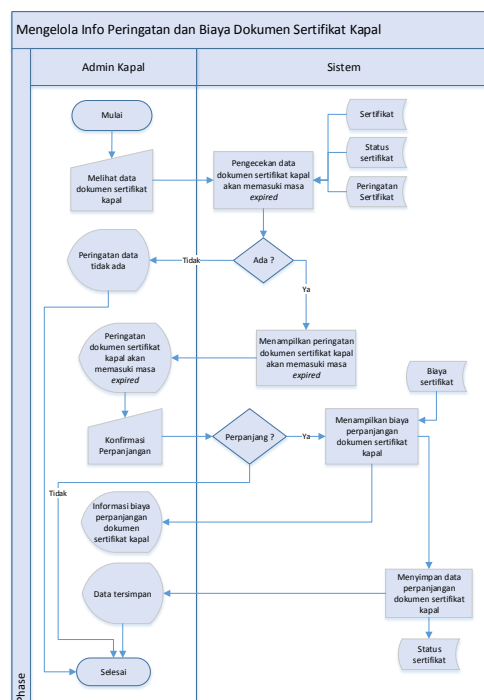 Mengelola Info Peringatan dan Biaya Dokumen Sertifikat Kapal
Admin Kapal
Sistem
Mulai
Melihat data
dokumen sertifikat
kapal
Pengecekan data
dokumen sertifikat kapal
akan memasuki masa
expired
Sertifikat
Status
sertifikat
Peringatan
Sertifikat
Ada ?
Tidak
Peringatan data
tidak ada
Ya
Menampilkan peringatan
dokumen sertifikat kapal
akan memasuki masa
expired
Peringatan
dokumen sertifikat
kapal akan
memasuki masa
expired
Biaya
sertifikat
Konfirmasi
Perpanjangan
Perpanjang ?
Ya
Menampilkan biaya
perpanjangan
dokumen sertifikat
kapal
Tidak
Informasi biaya
perpanjangan
dokumen
sertifikat kapal
Menyimpan data
perpanjangan
dokumen sertifikat
kapal
Data tersimpan
Status
sertifikat
Selesai
Phase